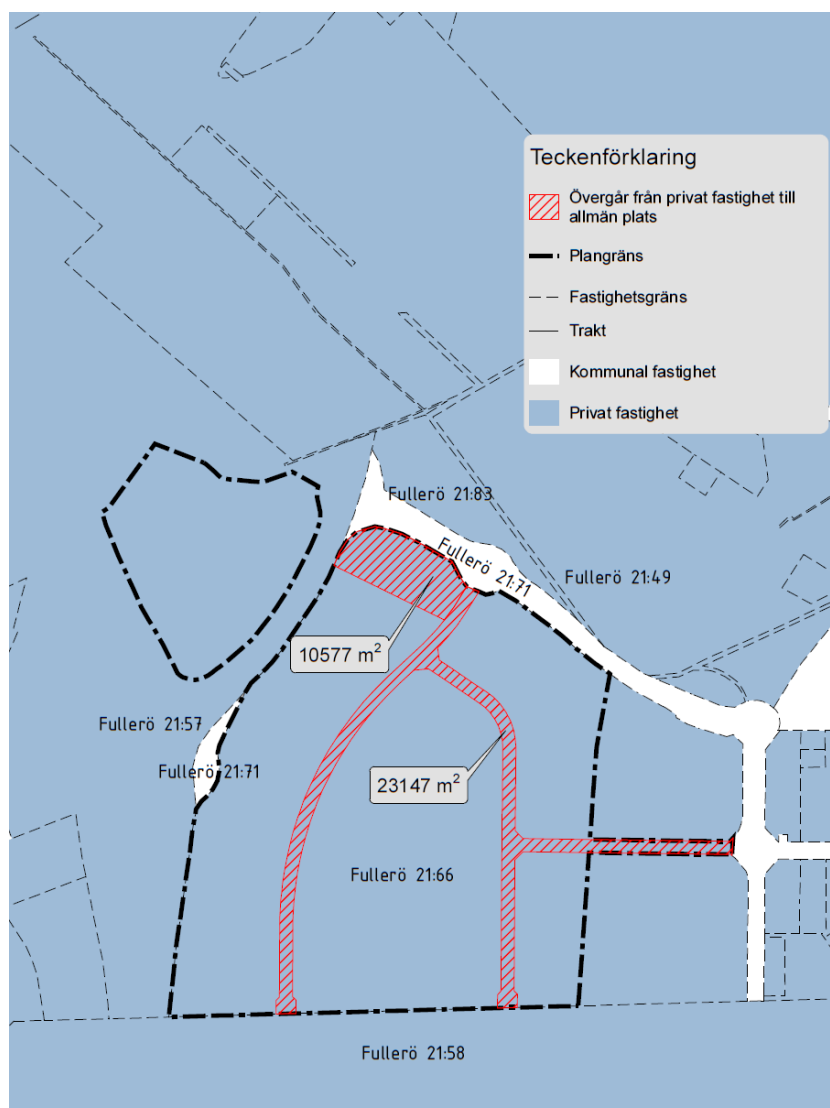 Teckenförklaring
Övergår från privat fastighet till
allmän plats
Plangräns
Fastighetsgräns
Trakt
Kommunal fastighet
Privat fastighet
Fullerö 21:83
Fullerö 21:71
Fullerö 21:49
10577 m²
Fullerö 21:57
Fullerö 21:71
23147 m²
Fullerö 21:66
Fullerö 21:58